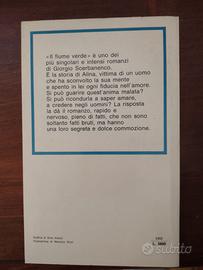 «Il fiume verde» è uno dei
più singolari e intensi romanzi
di Giorgio Scerbanenco.
È la storia di Alina, vittima di un uomo
che ha sconvolto la sua mente
e spento in lei ogni fiducia nell'amore.
Si può guarire quest'anima malata?
Si può ricondurla a saper amare,
a credere negli uomini? La risposta
la dà il romanzo, rapido e
nervoso, pieno di fatti, che non sono
soltanto fatti bruti, ma hanno
una loro segreta e dolce commozione.
subito